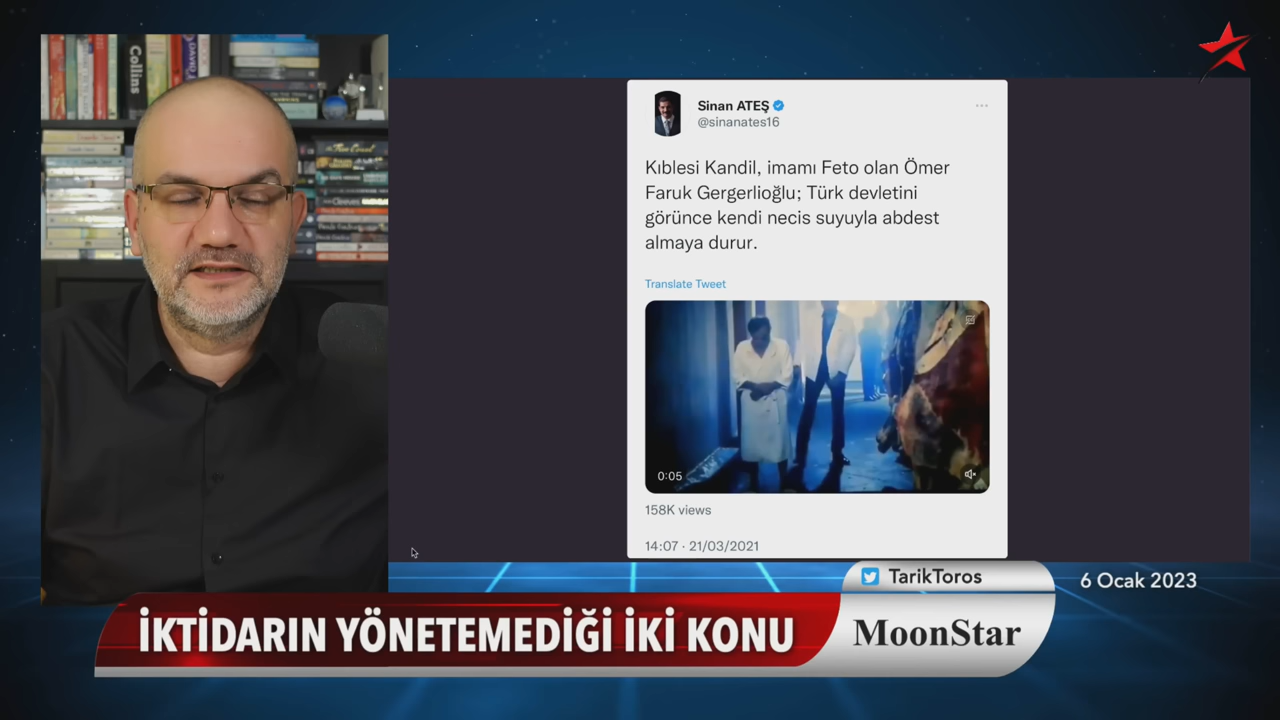 Collins
Sinan ATEŞ
@sinanates16
Kıblesi Kandil, imamı Feto olan Ömer
Faruk Gergerlioğlu; Türk devletini
görünce kendi necis suyuyla abdest
almaya durur.
Translate Tweet
0:05
158K views
14:07 · 21/03/2021
TarikToros
6 Ocak 2023
İKTİDARIN YÖNETEMEDİĞİ İKİ KONU
MoonStar